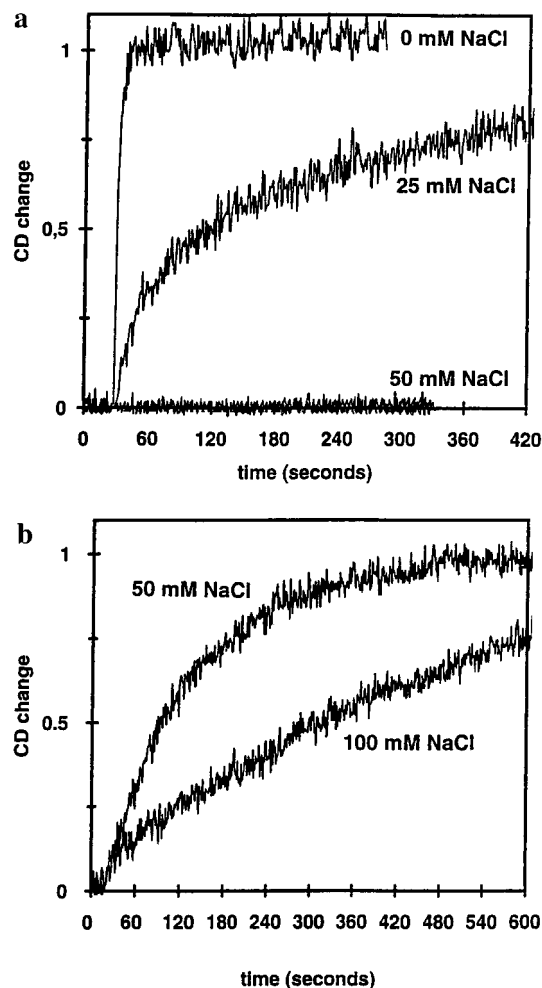 a
CD change
1
0,5
0
0 mM NaCl
25 mM NaCl
50 mM NaCl
0 60 120 180 240 300 360 420
time (seconds)
b
CD change
1
0.5
0
50 mM NaCl
100 mM NaCl
0 60 120 180 240 300 360 420 480 540 600
time (seconds)